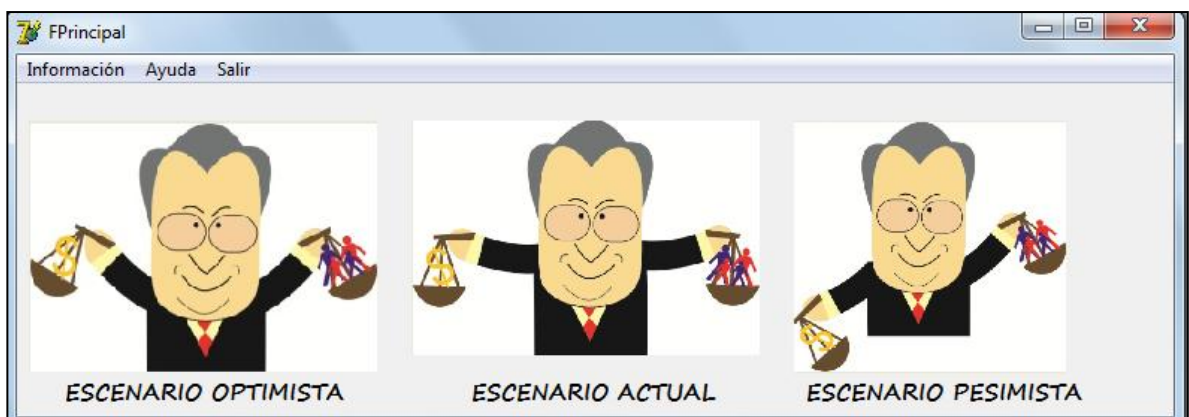 FPrincipal
Información Ayuda Salir
ESCENARIO OPTIMISTA ESCENARIO ACTUAL ESCENARIO PESIMISTA